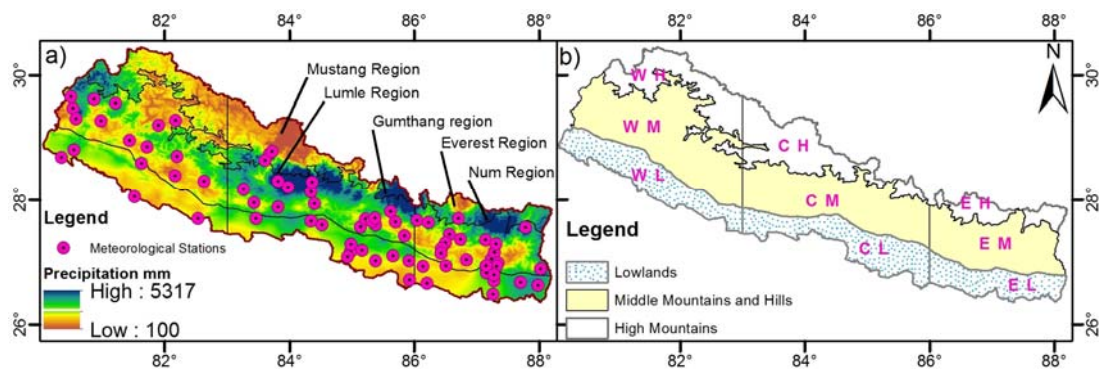 82° 84° 86° 88° 82° 84° 86° 88°
a)
Mustang Region
Lumle Region
Gumthang region
Everest Region
Num Region
30°
28°
26°
Legend
Meteorological Stations
Precipitation mm
High : 5317
Low : 100
82° 84° 86° 88°
b)
N
W H
W M
W L
C H
C M
C L
E H
E M
E L
Legend
Lowlands
Middle Mountains and Hills
High Mountains
30°
28°
26°
82° 84° 86° 88°